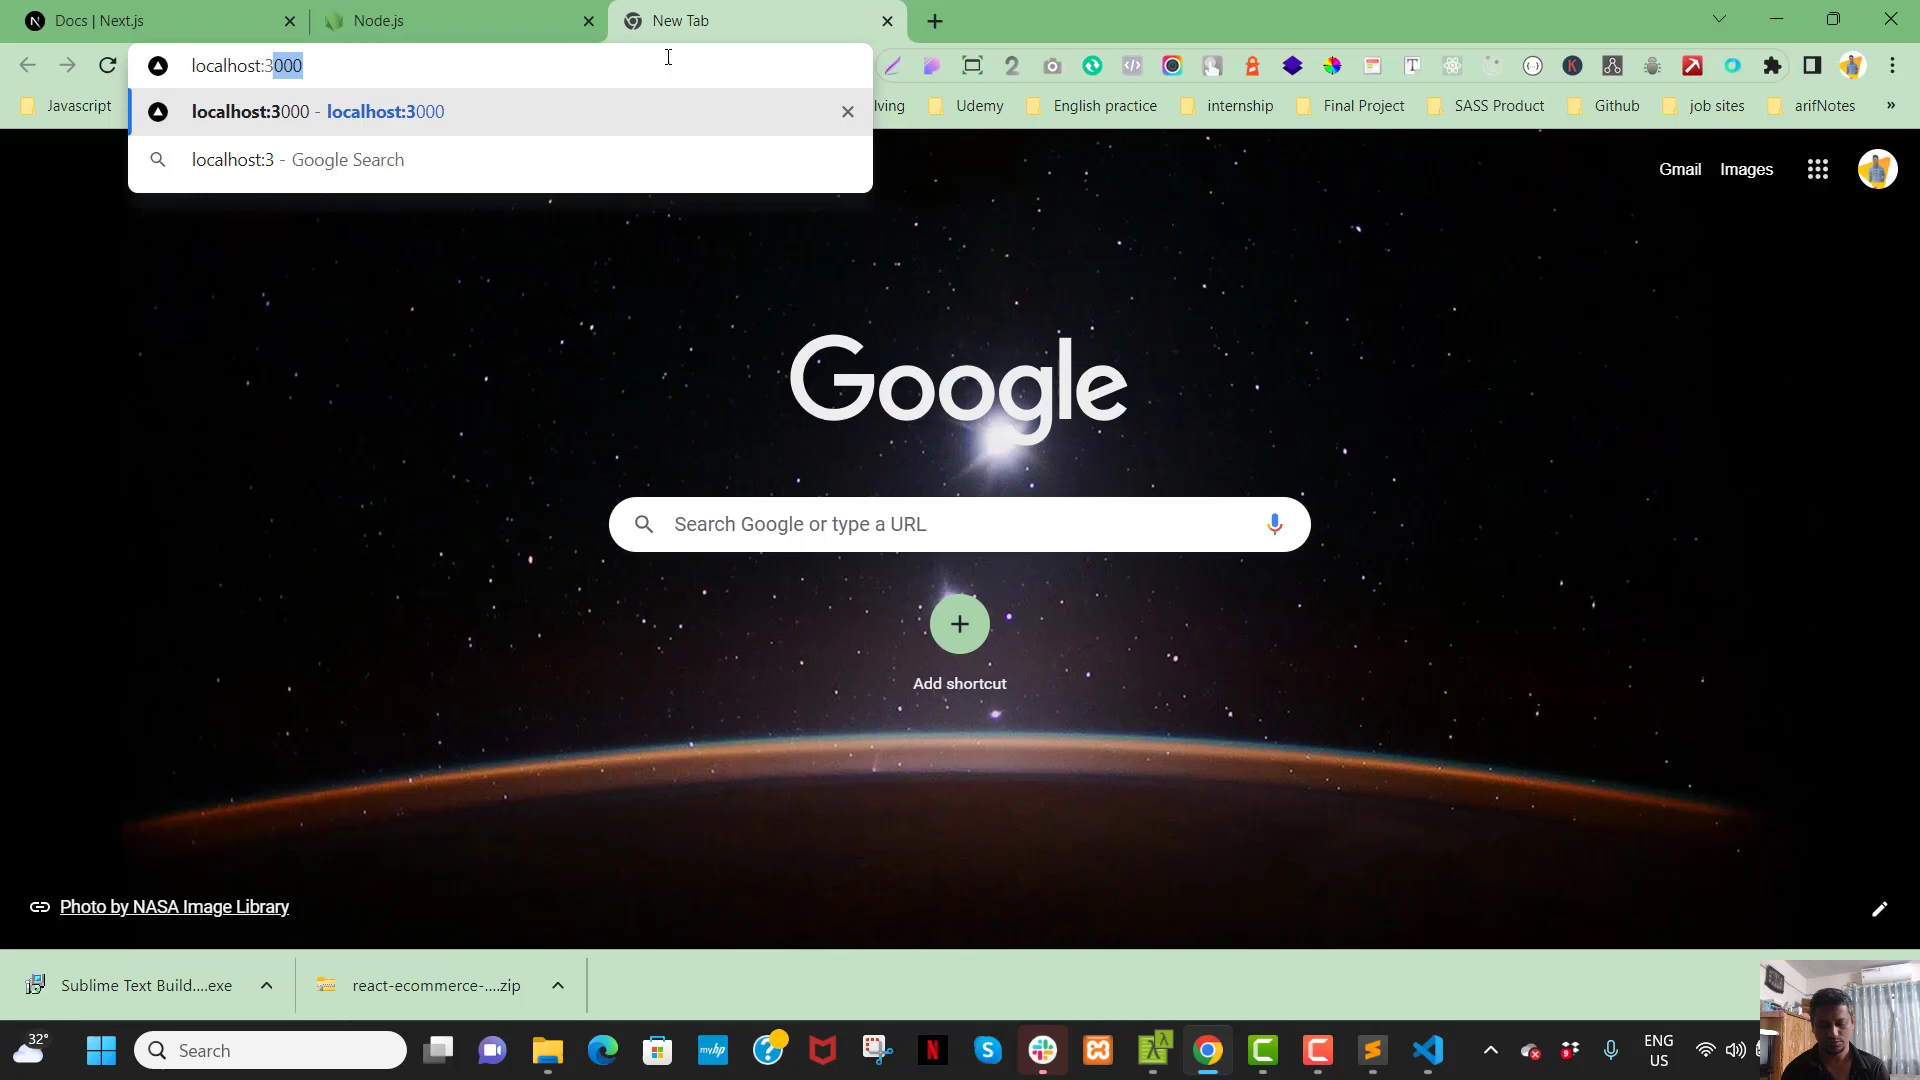 Docs | Next.js
Node.js
New Tab
localhost:3000
localhost:3000 - localhost:3000
localhost:3 - Google Search
Javascript
lving
Udemy
English practice
internship
Final Project
SASS Product
Github
job sites
arifNotes
»
Gmail
Images
Google
Search Google or type a URL
Add shortcut
Photo by NASA Image Library
Sublime Text Build....exe
react-ecommerce-....zip
32°
Search
myhp
ENG
US